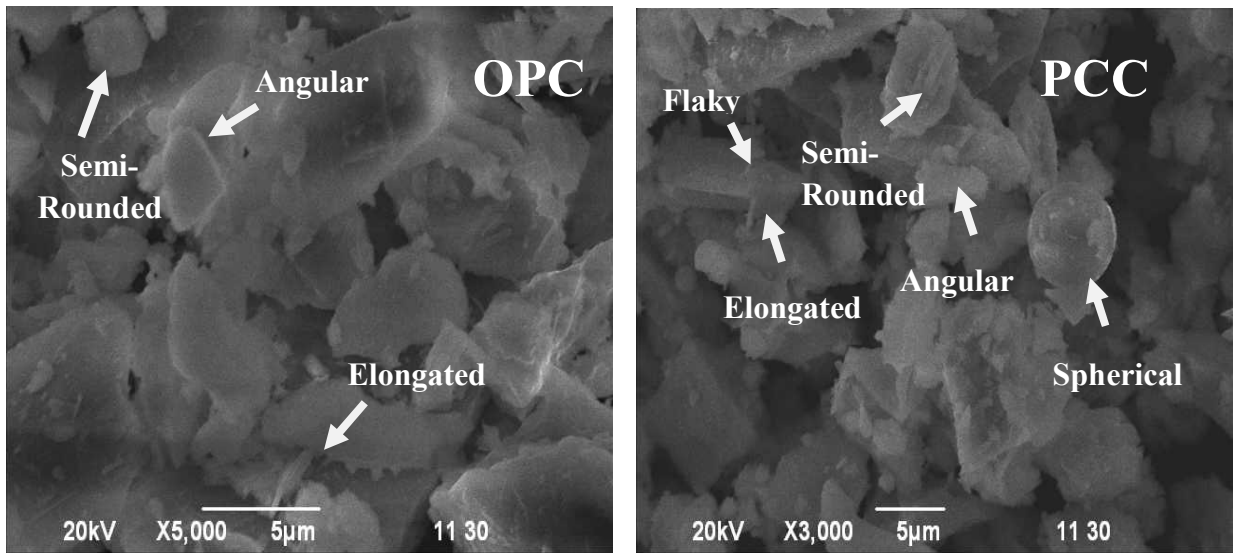 OPC
Angular
Semi-
Rounded
Elongated
20kV X5,000 5µm 11 30
PCC
Flaky
Semi-
Rounded
Angular
Elongated
Spherical
20kV X3,000 5µm 11 30